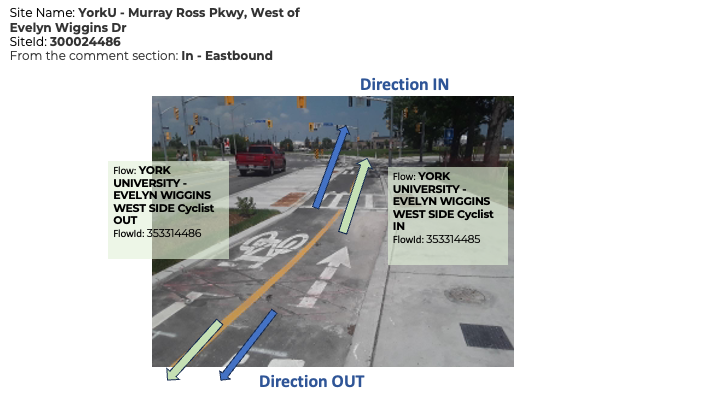 Site Name: YorkU - Murray Ross Pkwy, West of
Evelyn Wiggins Dr
SiteId: 300024486
From the comment section: In - Eastbound
Direction IN
Flow: YORK
UNIVERSITY -
EVELYN WIGGINS
WEST SIDE Cyclist
OUT
FlowId: 353314486
Flow: YORK
UNIVERSITY -
EVELYN WIGGINS
WEST SIDE Cyclist
IN
FlowId: 353314485
Direction OUT